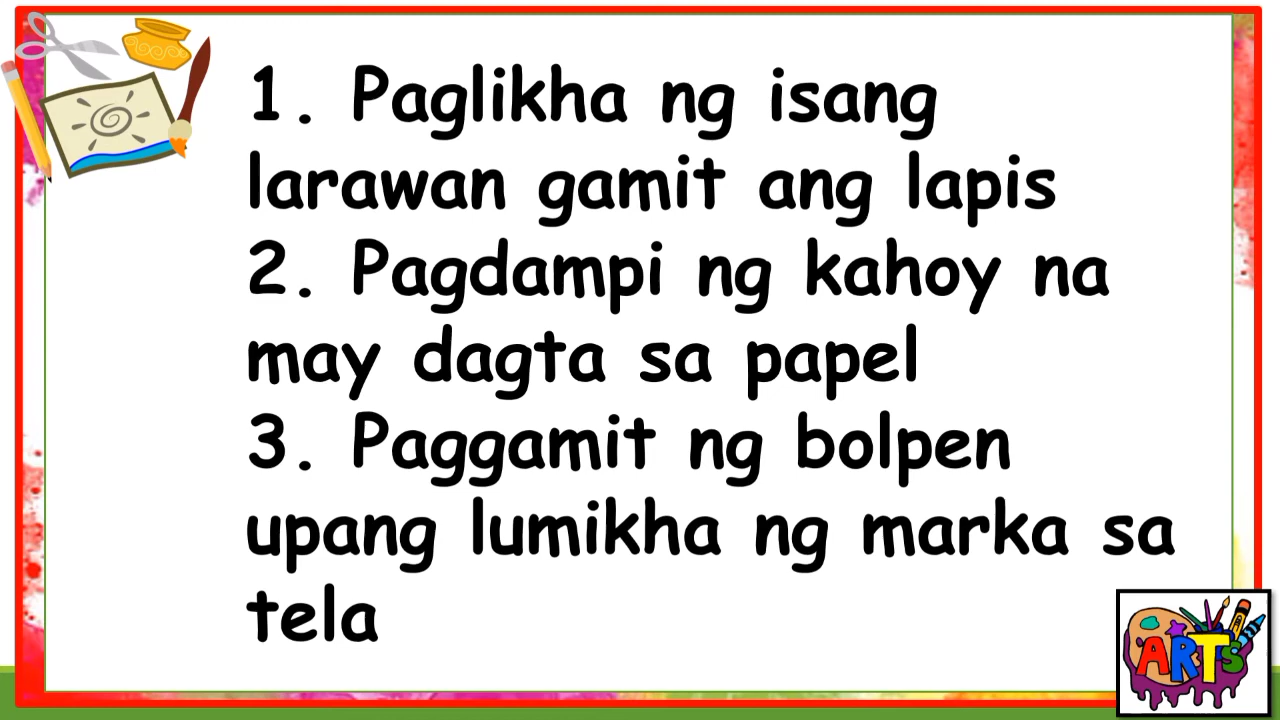 1. Paglikha ng isang
larawan gamit ang lapis
2. Pagdampi ng kahoy na
may dagta sa papel
3. Paggamit ng bolpen
upang lumikha ng marka sa
tela
ARTS